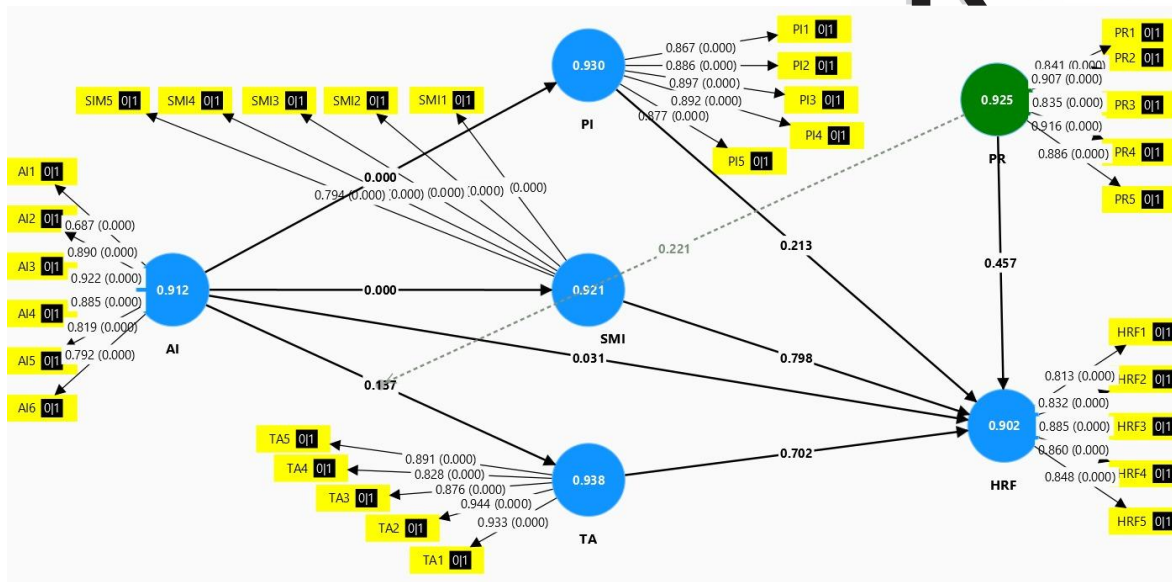 PI1 0|1
PI2 0|1
PI3 0|1
PI4 0|1
PI5 0|1
0.867 (0.000)
0.886 (0.000)
0.897 (0.000)
0.892 (0.000)
0.877 (0.000)
0.930
PI
PR1 0|1
PR2 0|1
PR3 0|1
PR4 0|1
PR5 0|1
0.841 (0.000)
0.907 (0.000)
0.835 (0.000)
0.916 (0.000)
0.886 (0.000)
0.925
PR
SIM5 0|1
SMI4 0|1
SMI3 0|1
SMI2 0|1
SMI1 0|1
0.794 (0.000)
(0.000)
(0.000)
(0.000)
0.921
SMI
AI1 0|1
AI2 0|1
AI3 0|1
AI4 0|1
AI5 0|1
AI6 0|1
0.687 (0.000)
0.890 (0.000)
0.922 (0.000)
0.885 (0.000)
0.819 (0.000)
0.792 (0.000)
0.912
AI
0.000
0.000
0.137
0.031
0.221
0.213
0.457
0.798
0.702
HRF1 0|1
HRF2 0|1
HRF3 0|1
HRF4 0|1
HRF5 0|1
0.813 (0.000)
0.832 (0.000)
0.885 (0.000)
0.860 (0.000)
0.848 (0.000)
0.902
HRF
TA5 0|1
TA4 0|1
TA3 0|1
TA2 0|1
TA1 0|1
0.891 (0.000)
0.828 (0.000)
0.876 (0.000)
0.944 (0.000)
0.933 (0.000)
0.938
TA